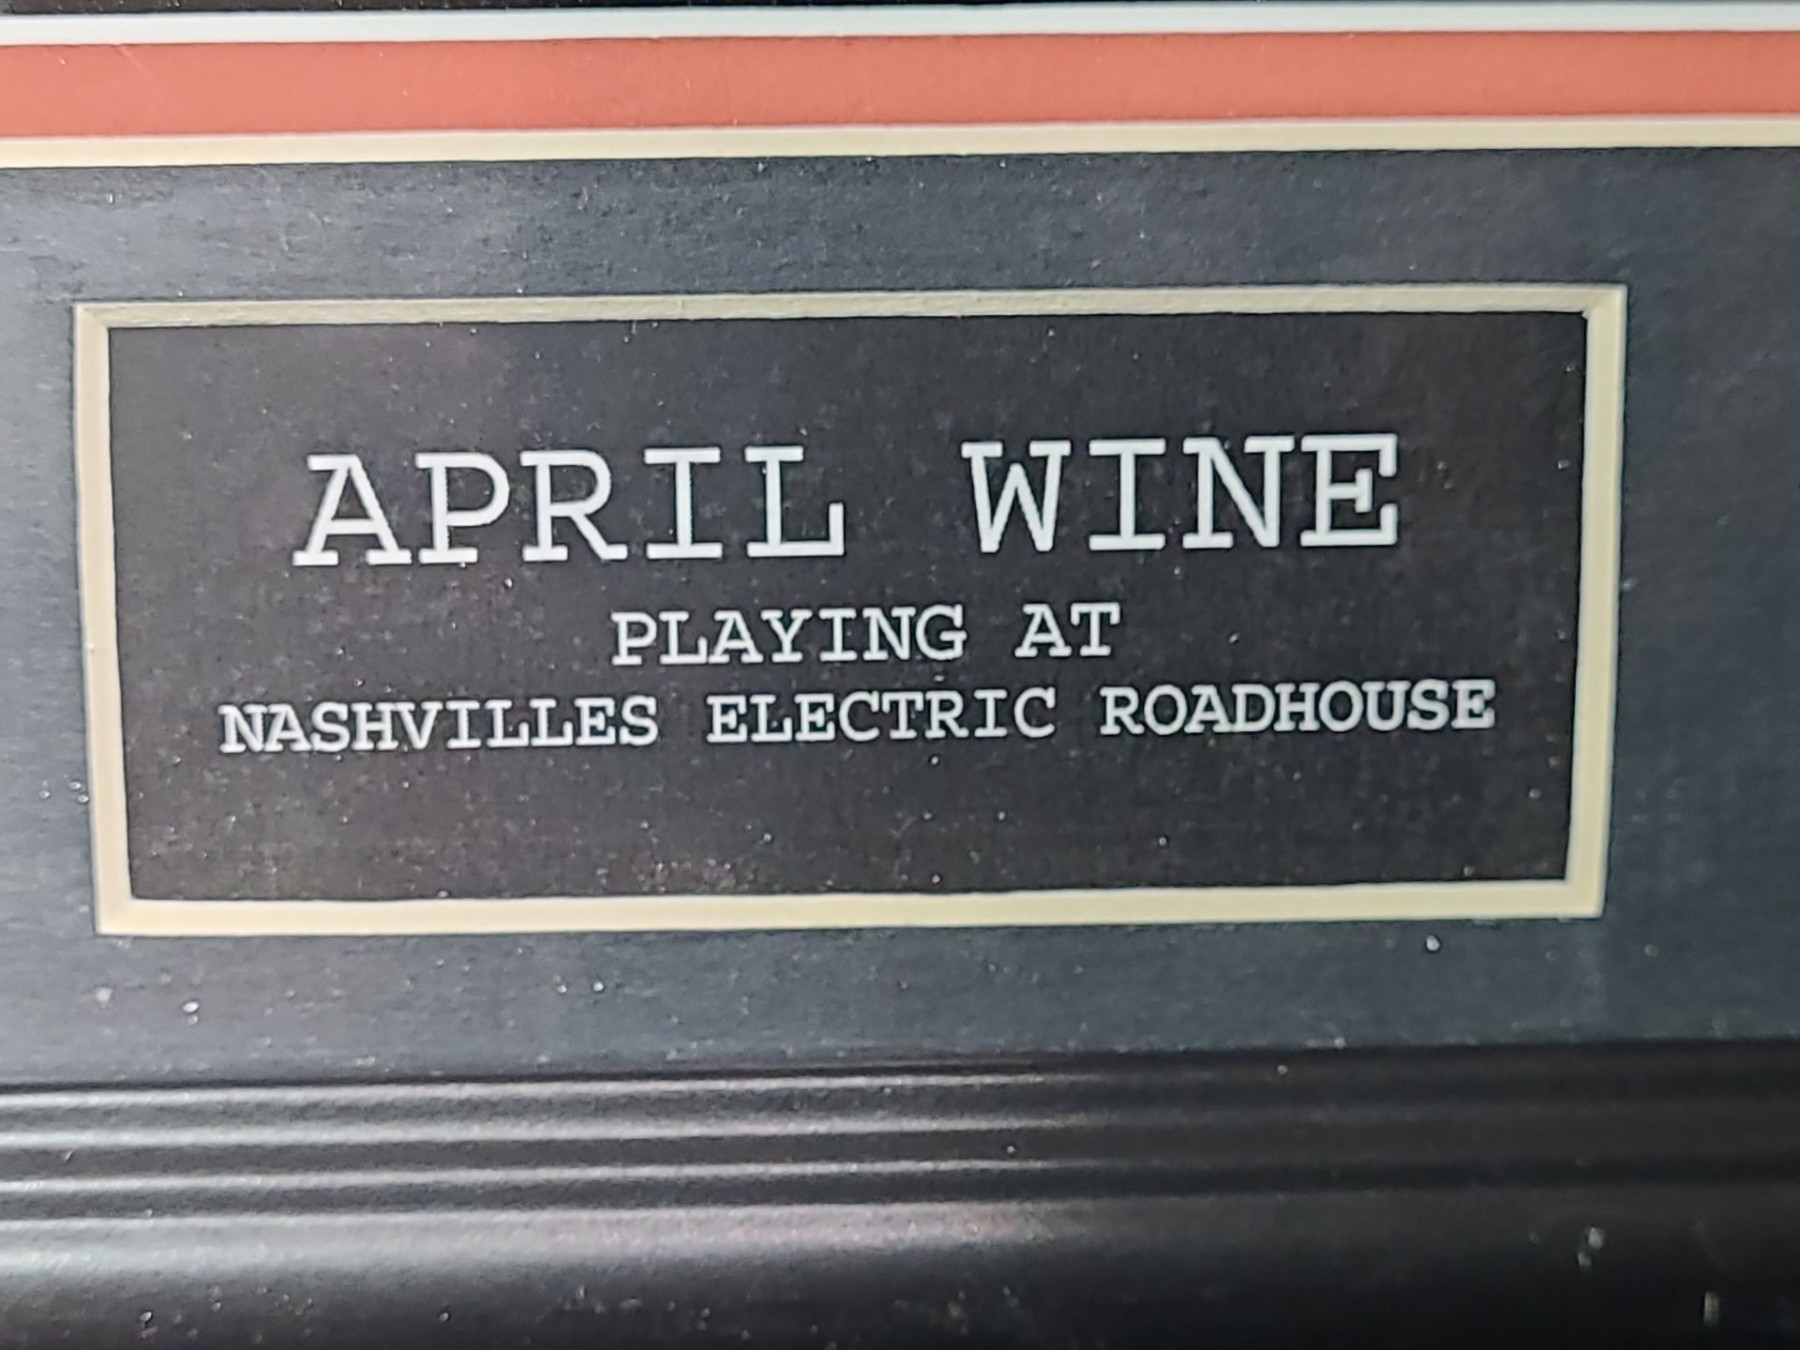 APRIL WINE
PLAYING AT
NASHVILLES ELECTRIC ROADHOUSE